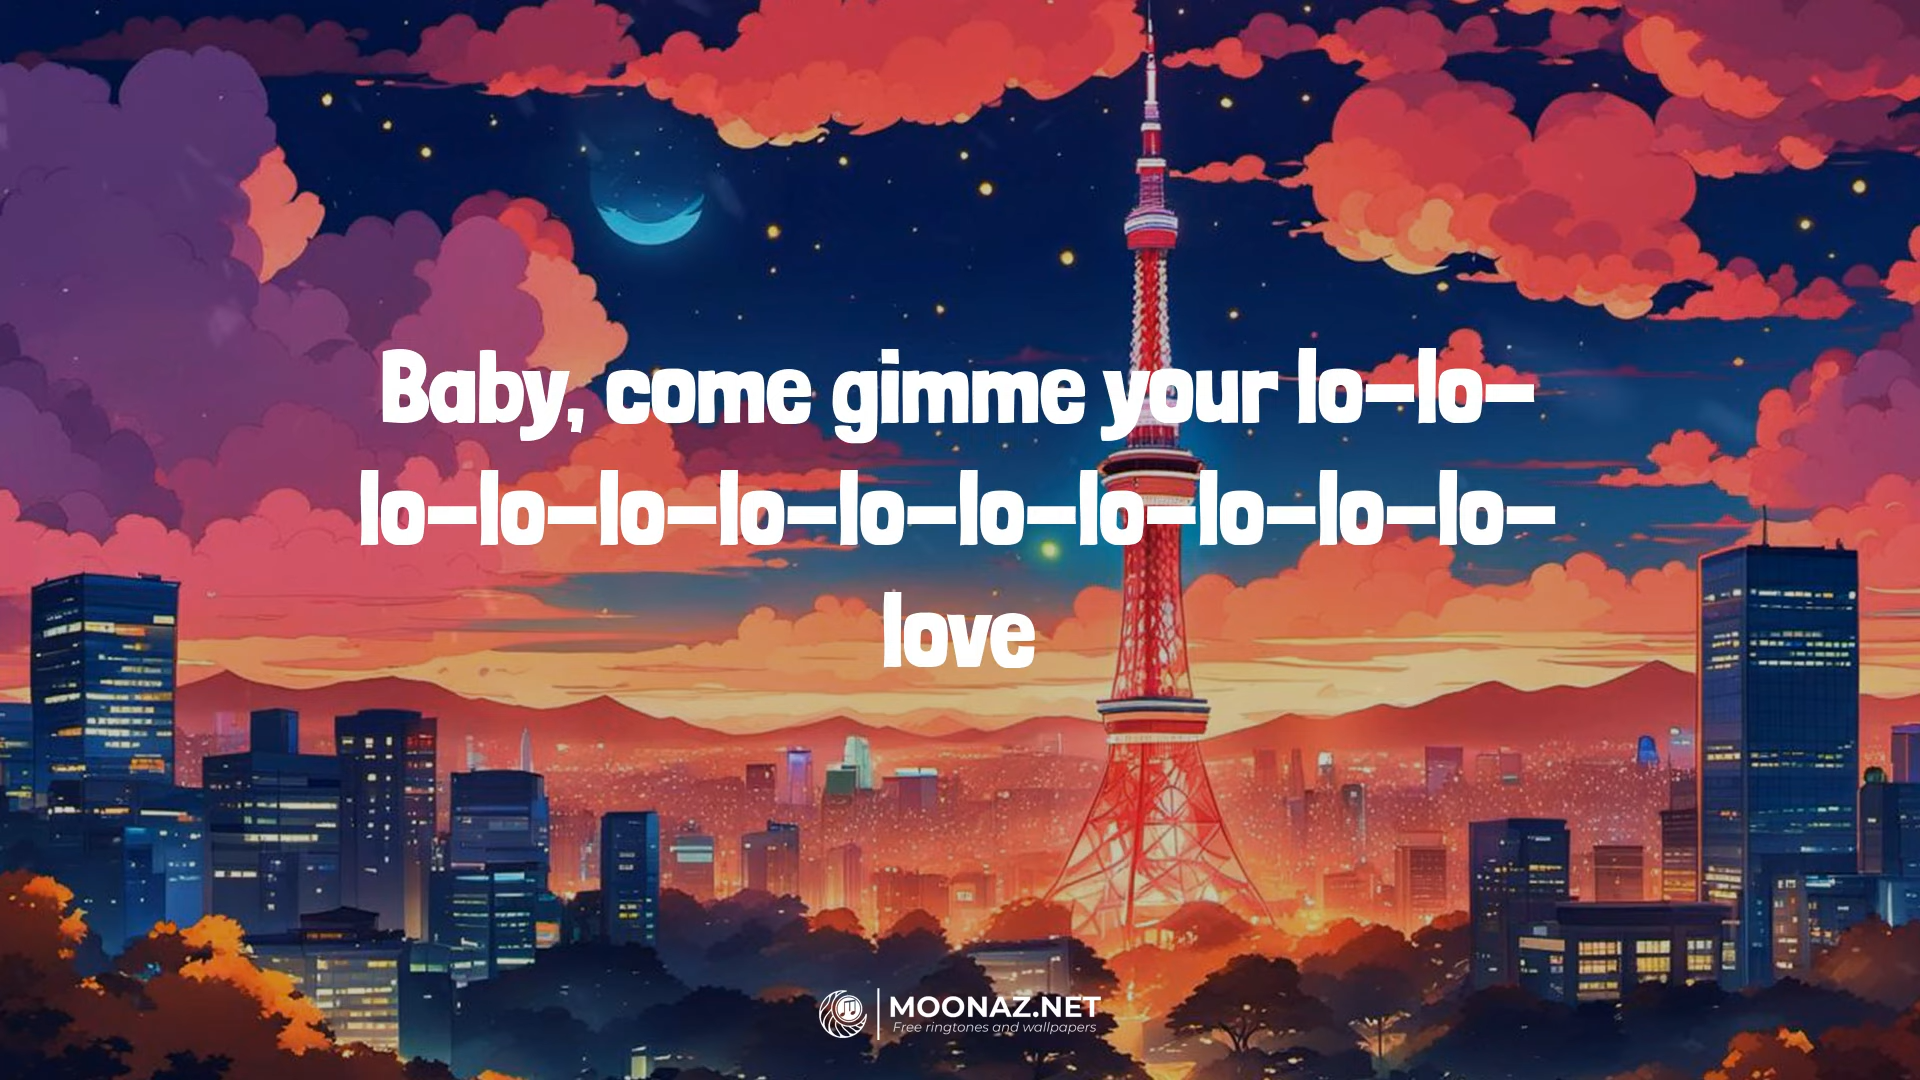 Baby, come gimme your lo-lo-
lo-lo-lo-lo-lo-lo-lo-lo-lo-lo-
love
MOONAZ.NET
Free ringtones and wallpapers